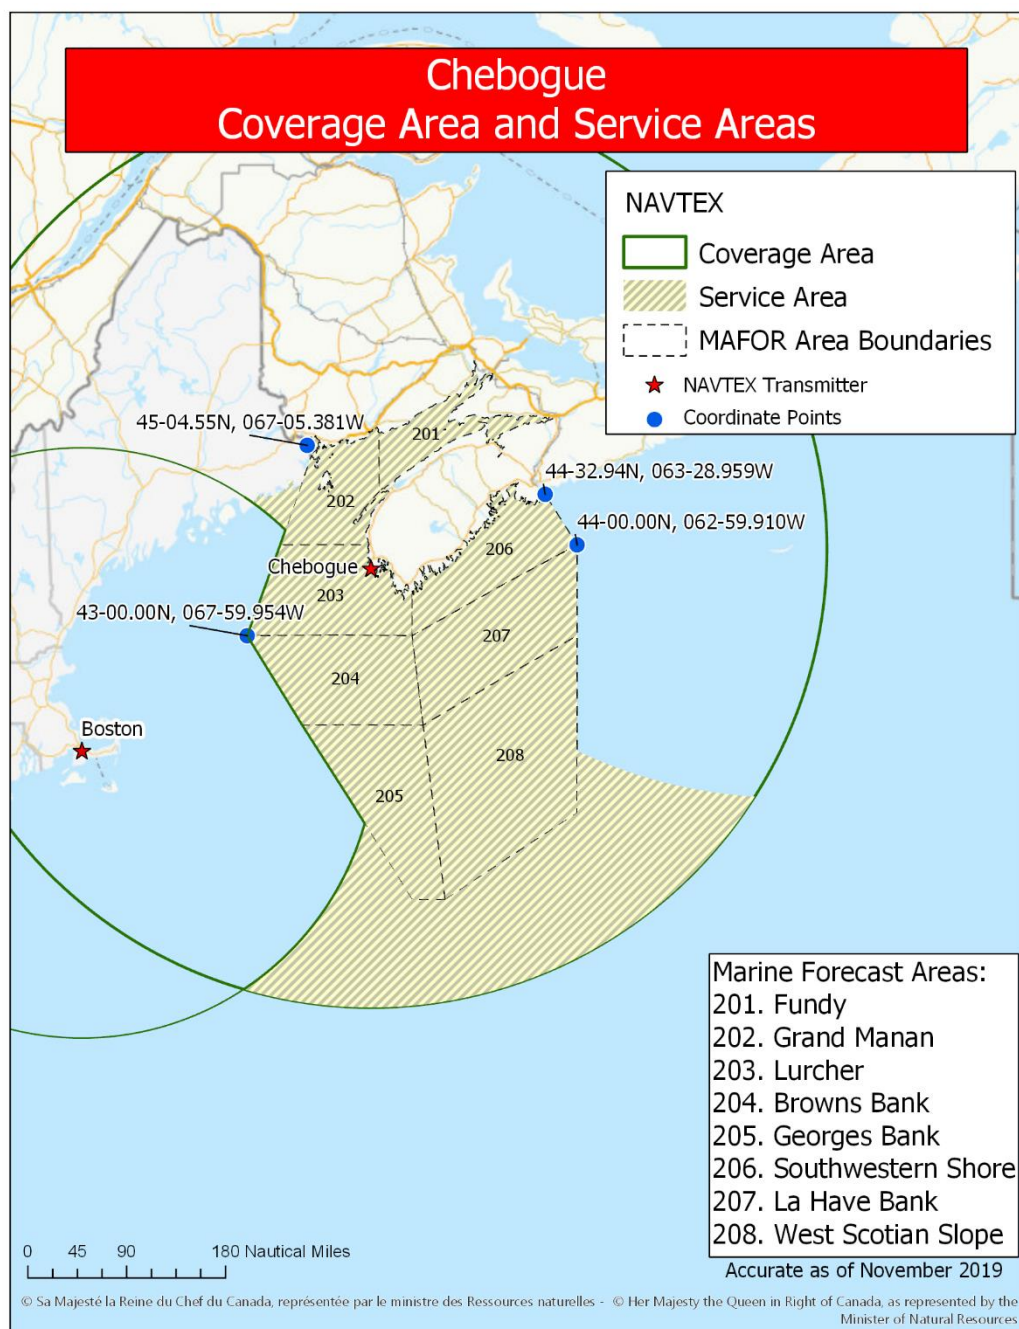 Chebogue
Coverage Area and Service Areas
NAVTEX
Coverage Area
Service Area
MAFOR Area Boundaries
NAVTEX Transmitter
Coordinate Points
45-04.55N, 067-05.381W
201
44-32.94N, 063-28.959W
202
44-00.00N, 062-59.910W
206
Chebogue
203
43-00.00N, 067-59.954W
207
204
Boston
208
205
Marine Forecast Areas:
201. Fundy
202. Grand Manan
203. Lurcher
204. Browns Bank
205. Georges Bank
206. Southwestern Shore
207. La Have Bank
208. West Scotian Slope
0 45 90 180 Nautical Miles
Accurate as of November 2019
© Sa Majesté la Reine du Chef du Canada, représentée par le ministre des Ressources naturelles - © Her Majesty the Queen in Right of Canada, as represented by the
Minister of Natural Resources